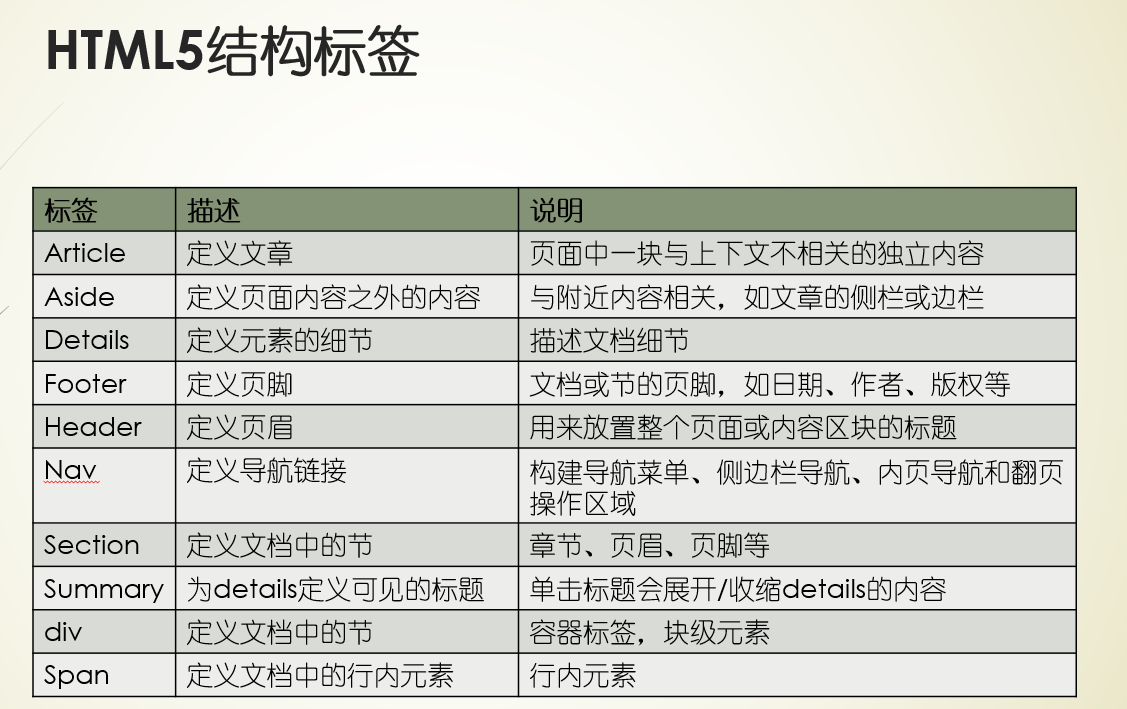 HTML5结构标签
标签 描述 说明
Article 定义文章 页面中一块与上下文不相关的独立内容
Aside 定义页面内容之外的内容 与附近内容相关，如文章的侧栏或边栏
Details 定义元素的细节 描述文档细节
Footer 定义页脚 文档或节的页脚，如日期、作者、版权等
Header 定义页眉 用来放置整个页面或内容区块的标题
Nav 定义导航链接 构建导航菜单、侧边栏导航、内页导航和翻页
操作区域
Section 定义文档中的节 章节、页眉、页脚等
Summary 为details定义可见的标题 单击标题会展开/收缩details的内容
div 定义文档中的节 容器标签，块级元素
Span 定义文档中的行内元素 行内元素